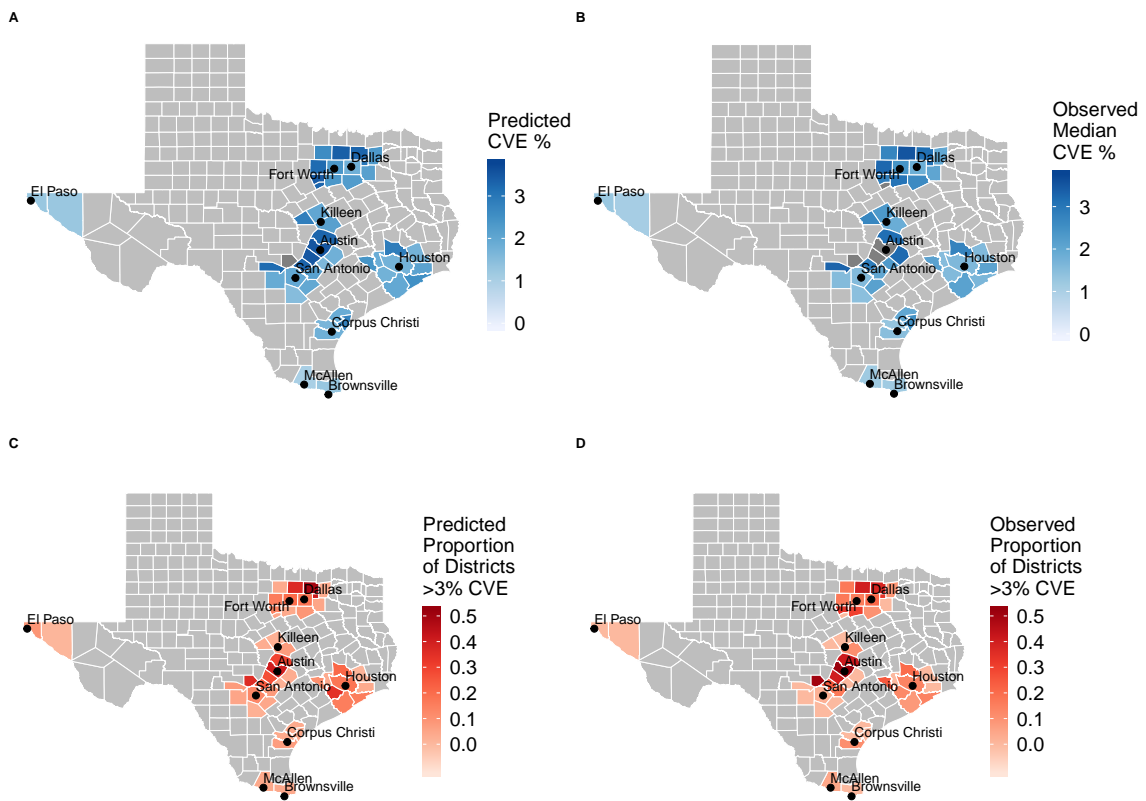 A
B
Predicted
CVE %
3
2
1
0
El Paso
Fort Worth
Dallas
Killeen
Austin
San Antonio
Houston
Corpus Christi
McAllen
Brownsville
Observed
Median
CVE %
3
2
1
0
El Paso
Fort Worth
Dallas
Killeen
Austin
San Antonio
Houston
Corpus Christi
McAllen
Brownsville
C
D
Predicted
Proportion
of Districts
>3% CVE
0.5
0.4
0.3
0.2
0.1
0.0
El Paso
Fort Worth
Dallas
Killeen
Austin
San Antonio
Houston
Corpus Christi
McAllen
Brownsville
Observed
Proportion
of Districts
>3% CVE
0.5
0.4
0.3
0.2
0.1
0.0
El Paso
Fort Worth
Dallas
Killeen
Austin
San Antonio
Houston
Corpus Christi
McAllen
Brownsville